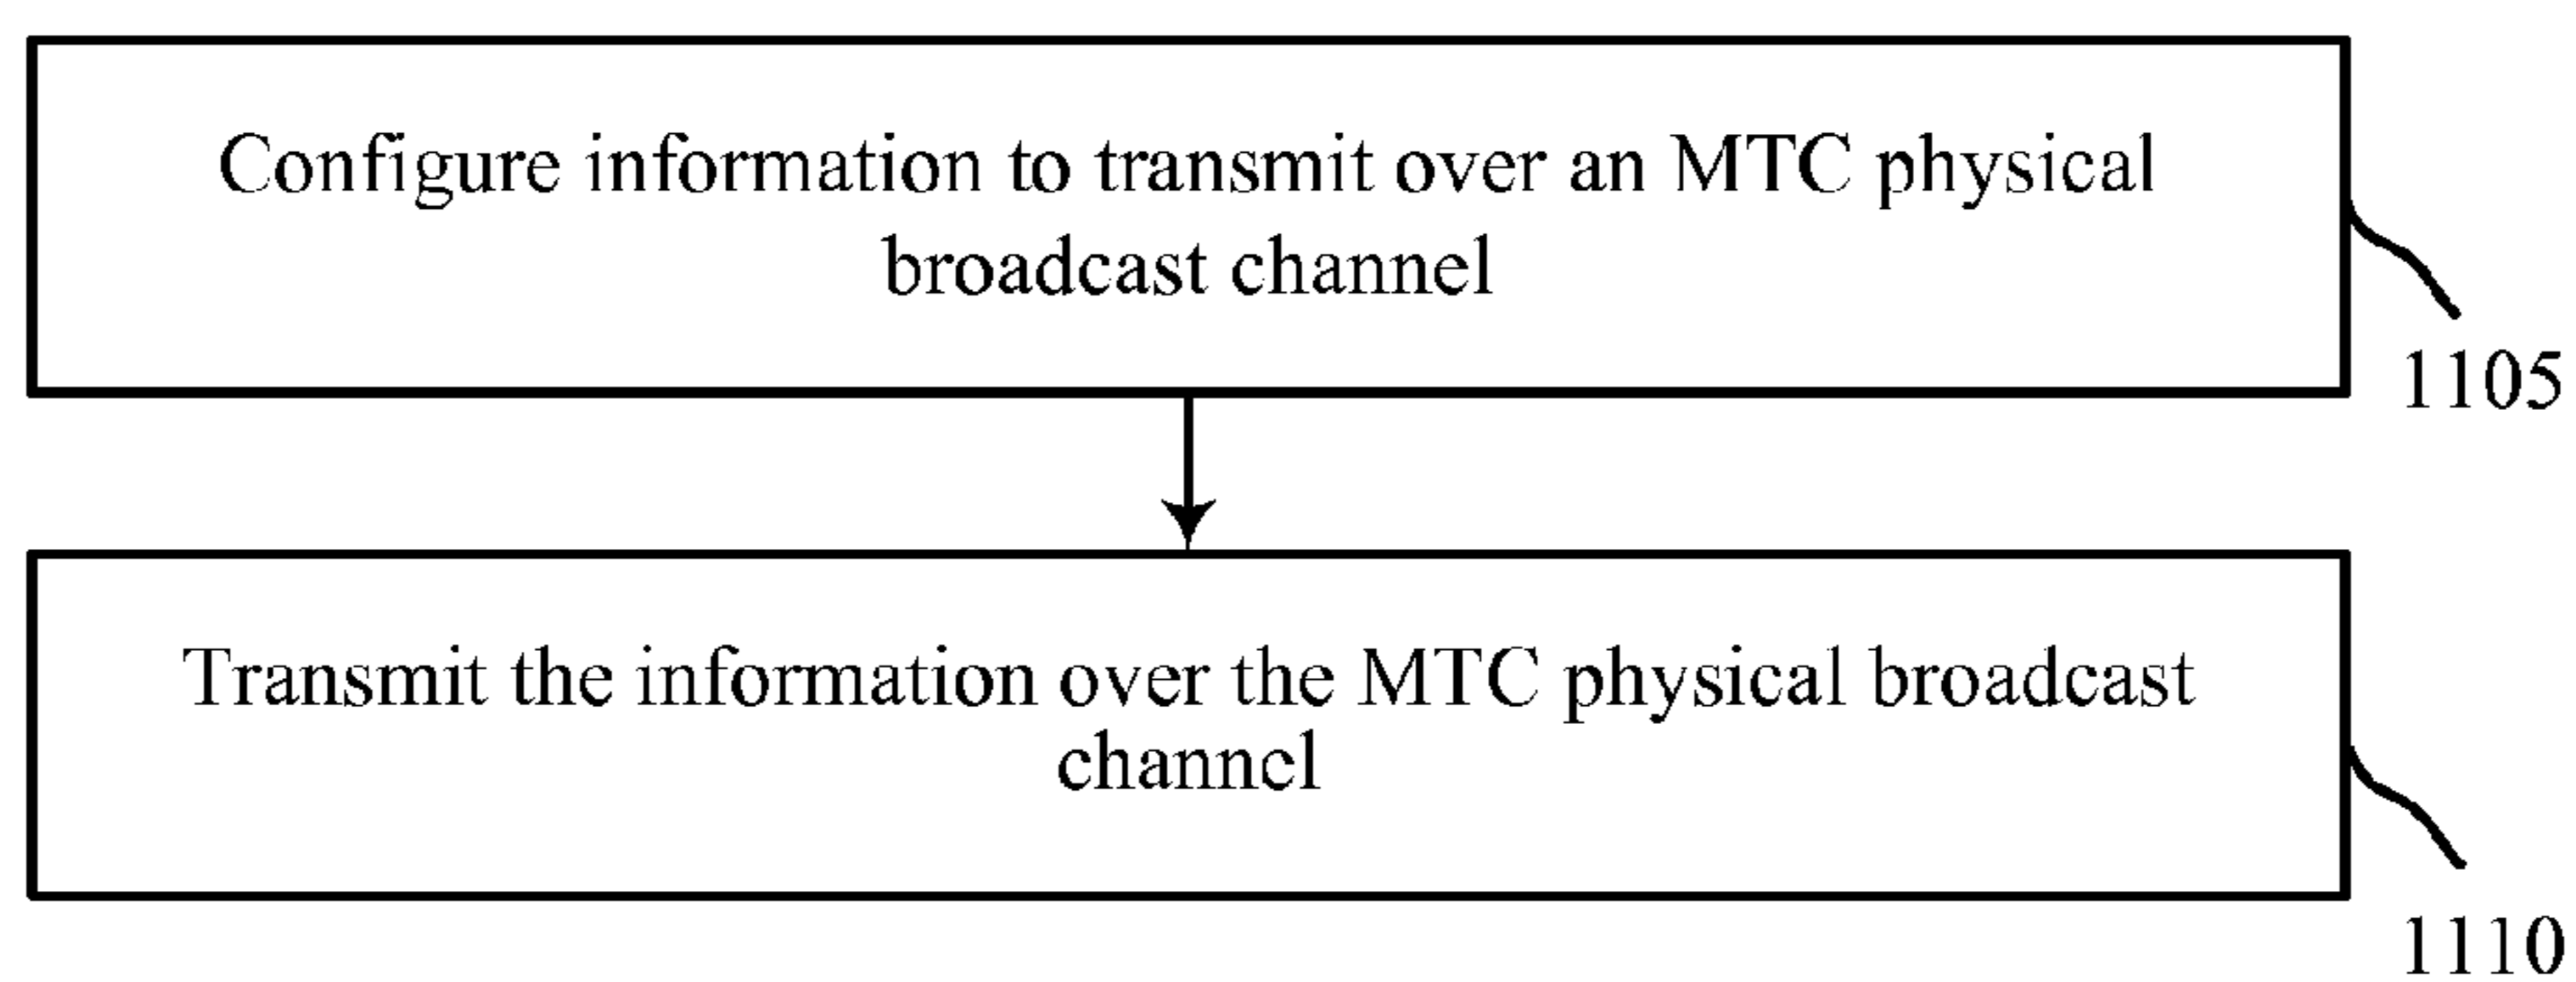 Configure information to transmit over an MTC physical
broadcast channel
1105
Transmit the information over the MTC physical broadcast
channel
1110